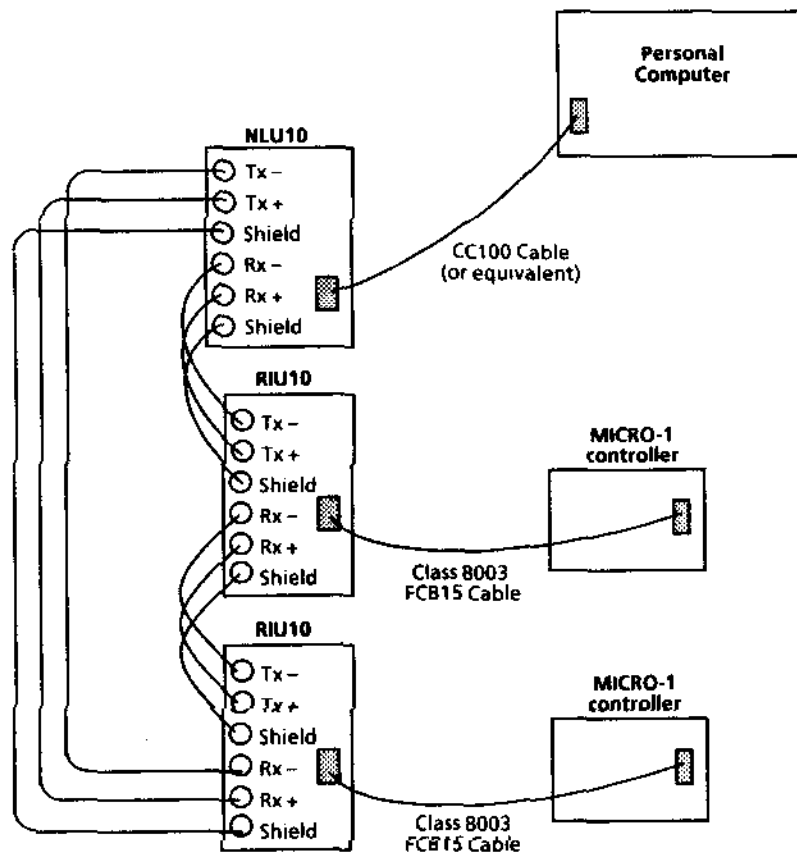 Personal
Computer
NLU10
Tx –
Tx +
Shield
Rx –
Rx +
Shield
CC100 Cable
(or equivalent)
RIU10
Tx –
Tx +
Shield
Rx –
Rx +
Shield
MICRO-1
controller
Class 8003
FCB15 Cable
RIU10
Tx –
Tx +
Shield
Rx –
Rx +
Shield
MICRO-1
controller
Class 8003
FCB15 Cable